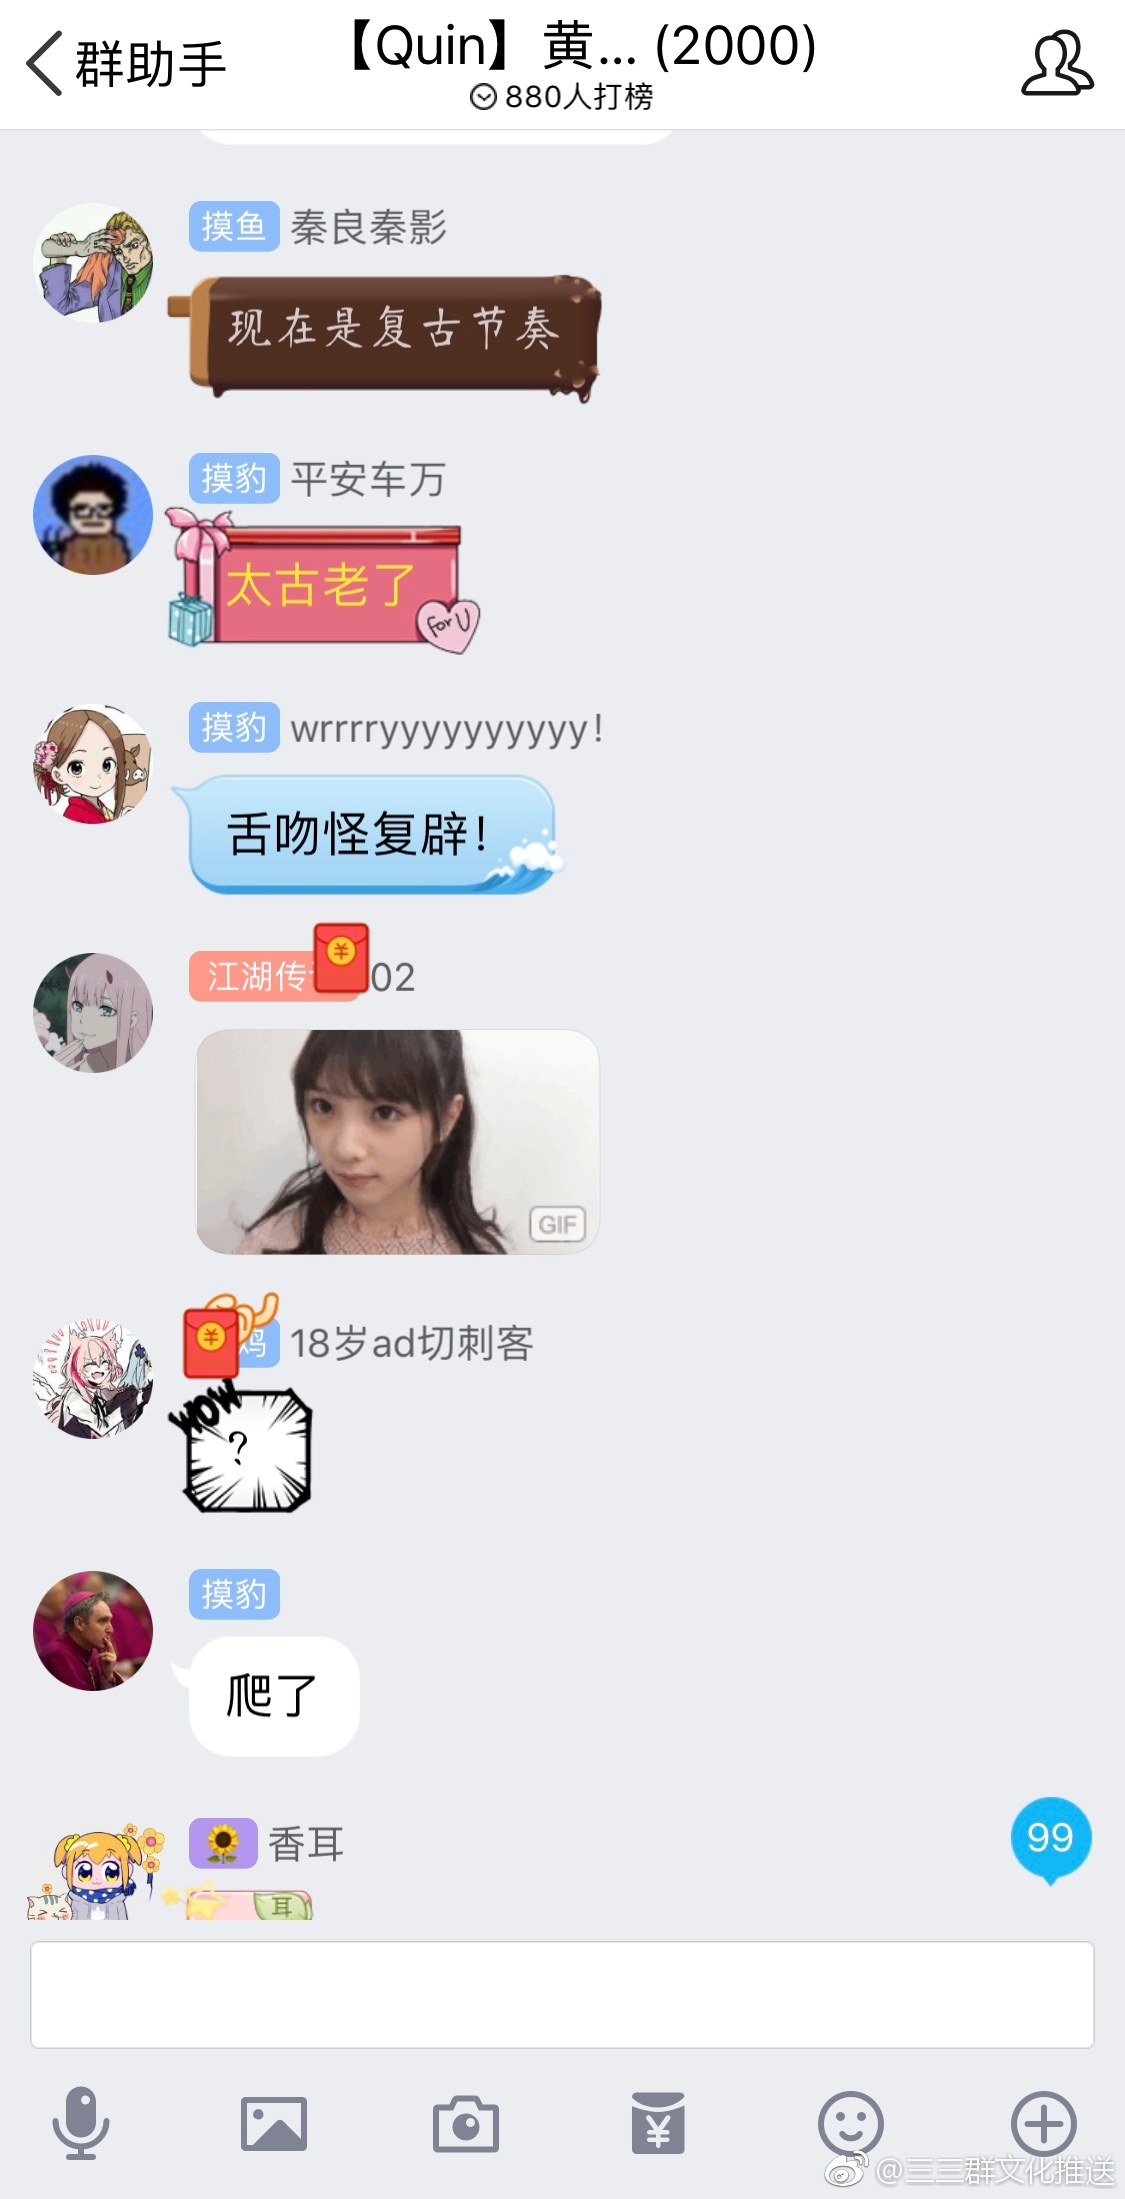 群助手
【Quin】黄... (2000)
880人打榜
摸鱼 秦良秦影
现在是复古节奏
摸豹 平安车万
太古老了
for U
摸豹 wrrrryyyyyyyyyy！
舌吻怪复辟！
江湖传 02
GIF
鸡 18岁ad切刺客
WOW
？
摸豹
爬了
香耳
耳
99
@三三群文化推送